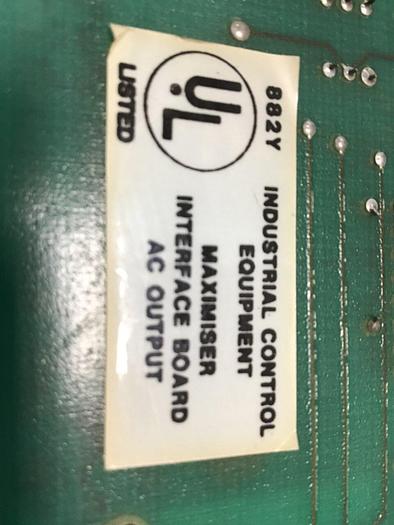 882Y INDUSTRIAL CONTROL
EQUIPMENT
MAXIMISER
INTERFACE BOARD
AC OUTPUT
UL
LISTED